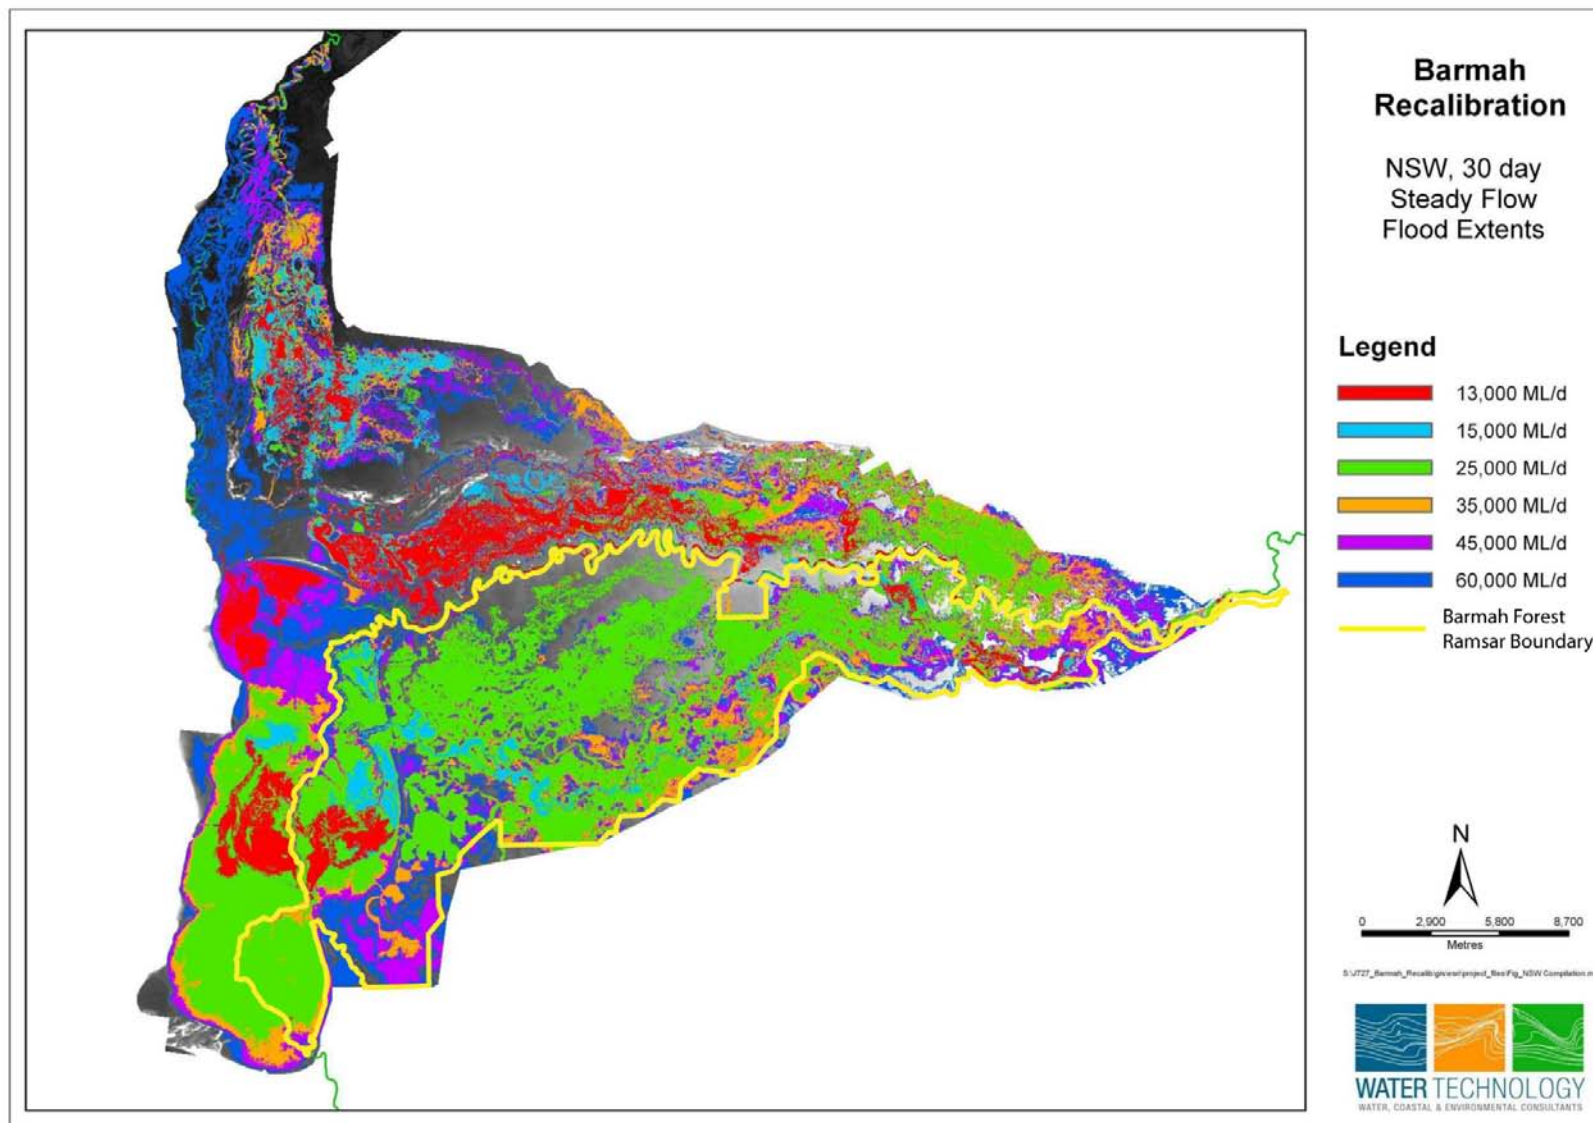 Barmah
Recalibration
NSW, 30 day
Steady Flow
Flood Extents
Legend
13,000 ML/d
15,000 ML/d
25,000 ML/d
35,000 ML/d
45,000 ML/d
60,000 ML/d
Barmah Forest
Ramsar Boundary
N
0 2,900 5,800 8,700
Metres
WATER TECHNOLOGY
WATER, COASTAL & ENVIRONMENTAL CONSULTANTS